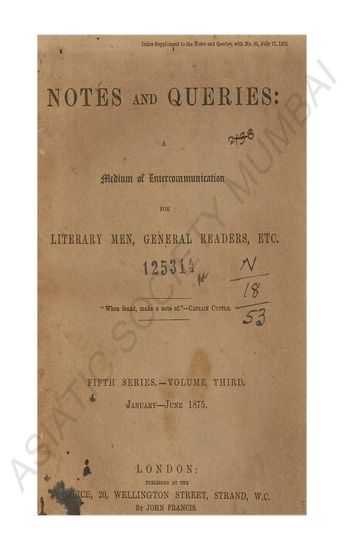 Index Supplement to the Notes and Queries, with No. 81, July 17, 1875.
NOTES AND QUERIES:
A
Medium of Intercommunication
FOR
LITERARY MEN, GENERAL READERS, ETC.
125314
N
18
53
"When found, make a note of."—CAPTAIN CUTTLE.
FIFTH SERIES.—VOLUME THIRD.
JANUARY—JUNE 1875.
LONDON:
PUBLISHED AT THE
20, WELLINGTON STREET, STRAND, W.C.
BY JOHN FRANCIS.
ASIATIC SOCIETY MUMBAI